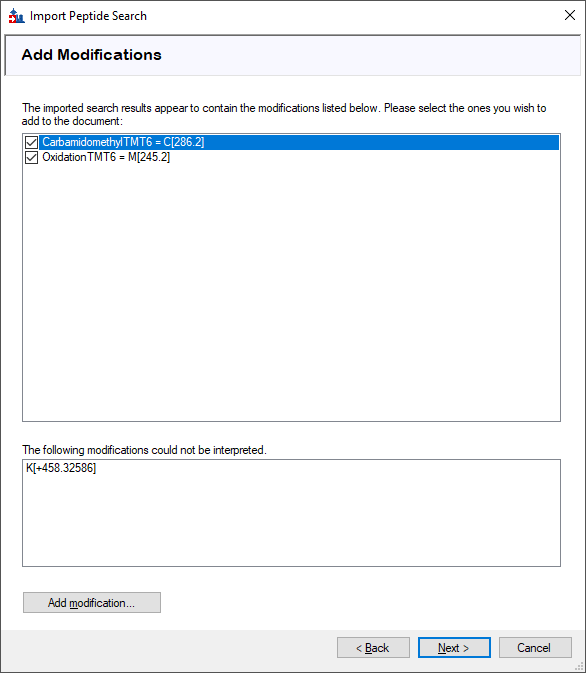 Import Peptide Search
Add Modifications
The imported search results appear to contain the modifications listed below. Please select the ones you wish to
add to the document:
CarbamidomethylTMT6 = C[286.2]
OxidationTMT6 = M[245.2]
The following modifications could not be interpreted.
K[+458.32586]
Add modification...
< Back
Next >
Cancel